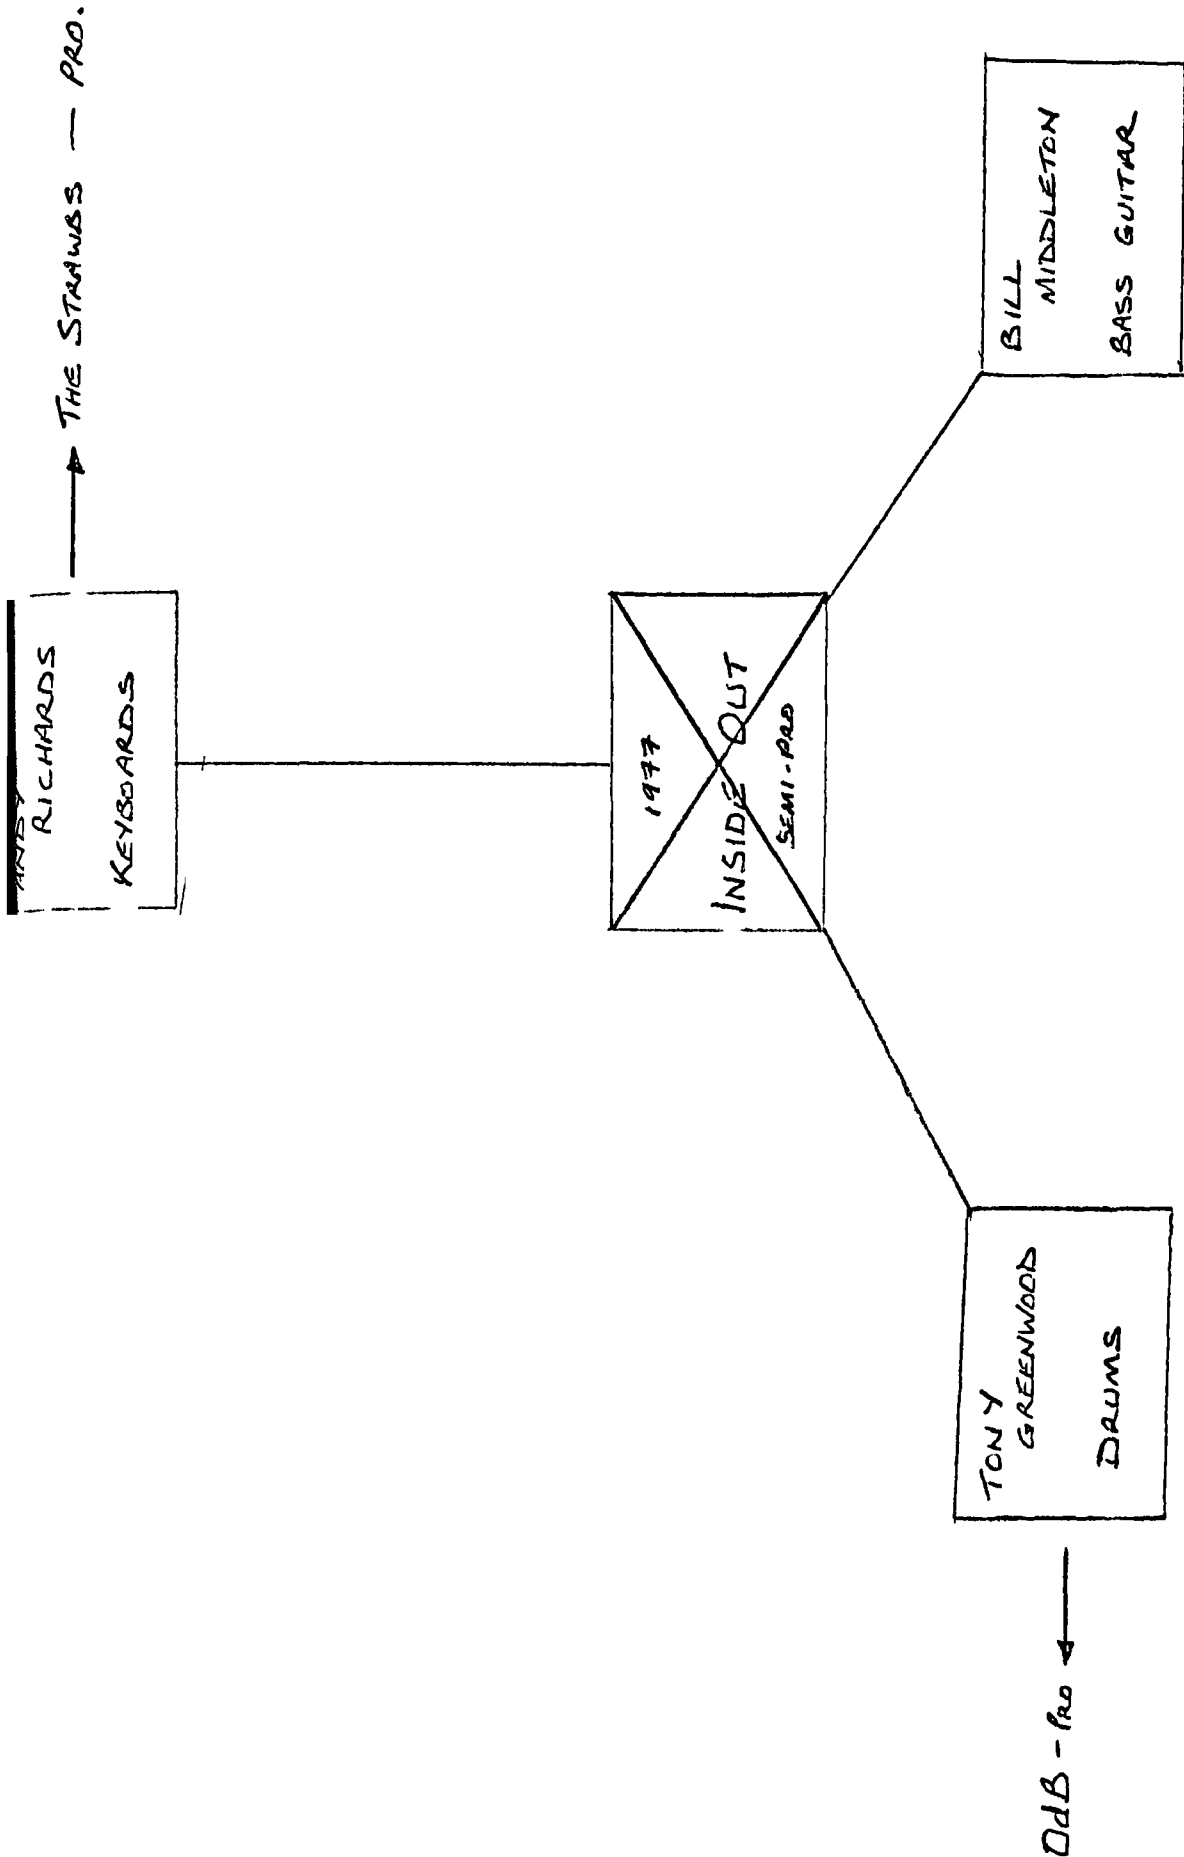 ANDY
RICHARDS
KEYBOARDS
THE STRAWBS — PRO.
1977
INSIDE OUT
SEMI-PRO
TONY
GREENWOOD
DRUMS
OdB - PRO
BILL
MIDDLETON
BASS GUITAR